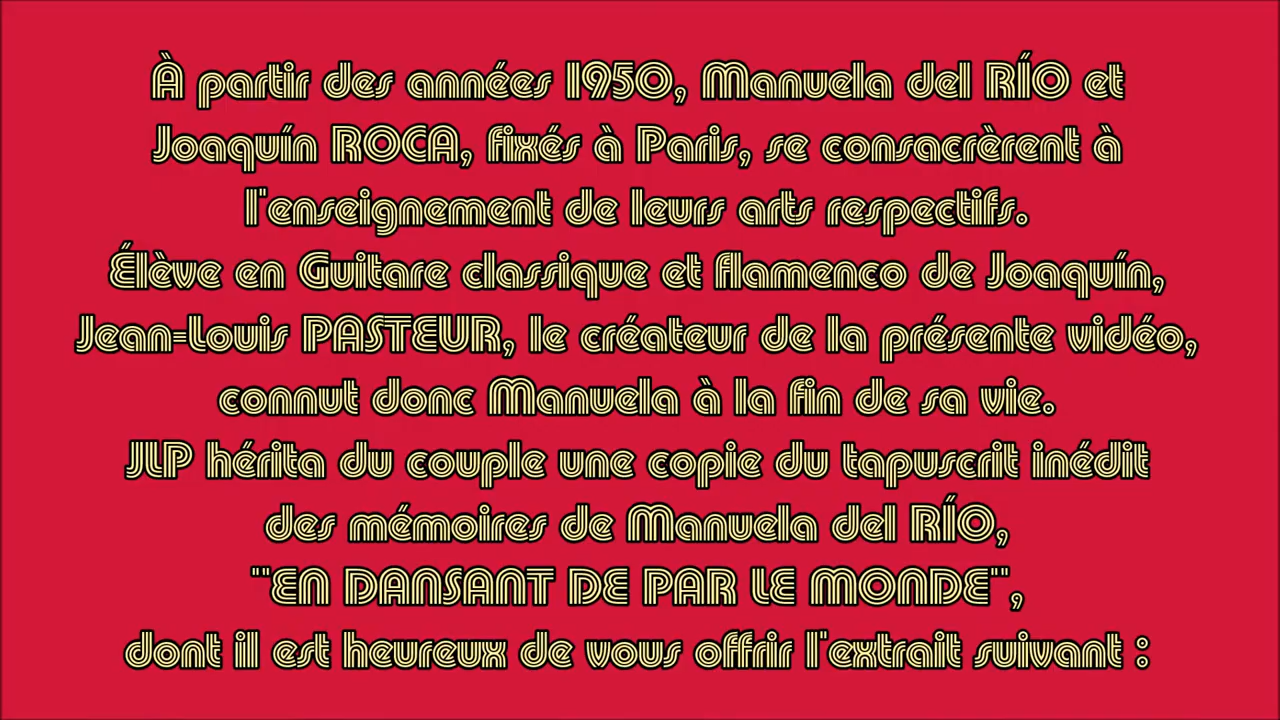 À partir des années 1950, Manuela del RÍO et
Joaquín ROCA, fixés à Paris, se consacrèrent à
l'enseignement de leurs arts respectifs.
Élève en Guitare classique et flamenco de Joaquín,
Jean-Louis PASTEUR, le créateur de la présente vidéo,
connut donc Manuela à la fin de sa vie.
JLP hérita du couple une copie du tapuscrit inédit
des mémoires de Manuela del RÍO,
"EN DANSANT DE PAR LE MONDE",
dont il est heureux de vous offrir l'extrait suivant :